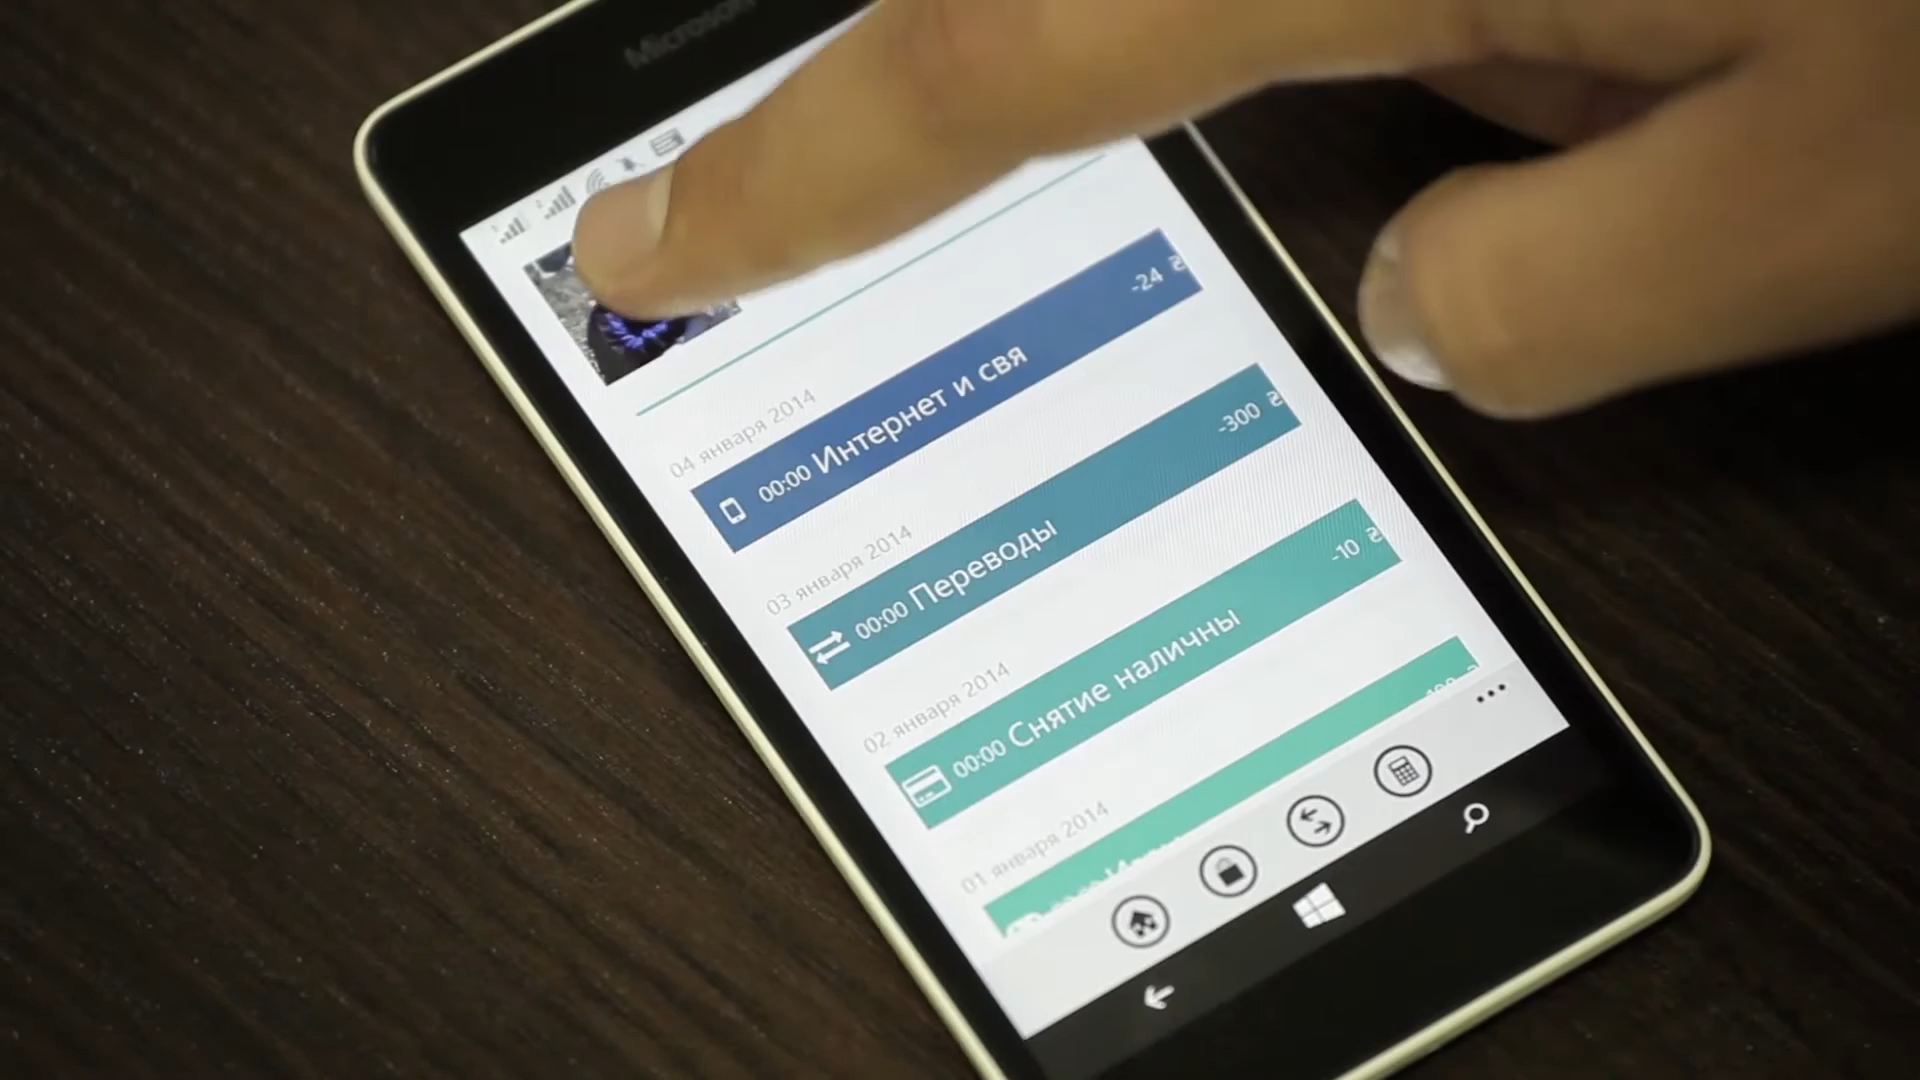 Microsoft
04 января 2014
00:00 Интернет и свя -24 ₴
03 января 2014
00:00 Переводы -300 ₴
02 января 2014
00:00 Снятие наличны -10 ₴
01 января 2014